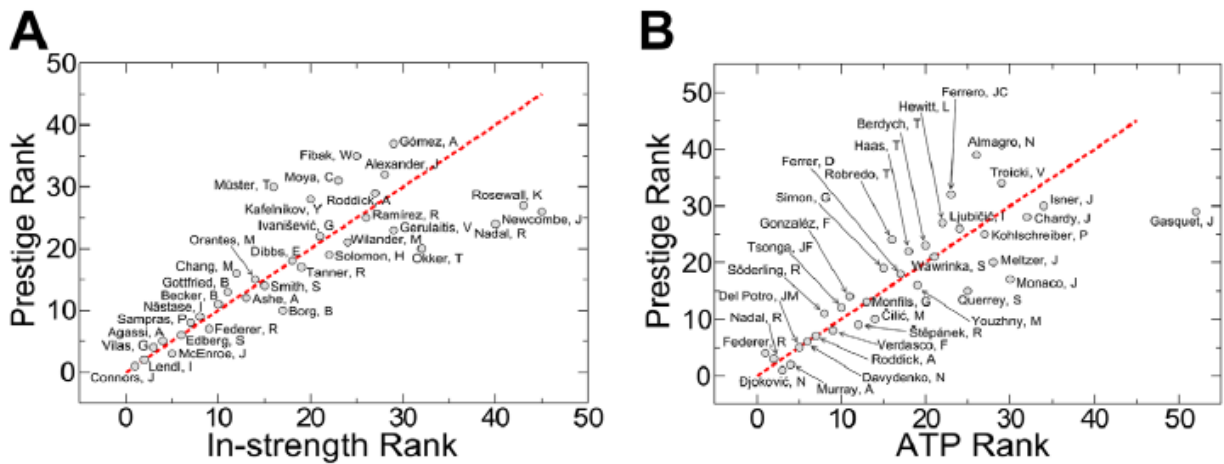 A
B
50
40
30
20
10
0
Prestige Rank
Gómez, A
Fibak, W
Alexander, J
Müster, T
Moya, C
Rosewall, K
Roddick, A
Kafelnikov, Y
Ramírez, R
Newcombe, J
Ivanišević, G
Gerulaitis, V
Nadal, R
Orantes, M
Wilander, M
Dibbs, E
Solomon, H
Okker, T
Chang, M
Tanner, R
Gottfried, B
Smith, S
Becker, B
Ashe, A
Năstase, I
Borg, B
Sampras, P
Federer, R
Agassi, A
Edberg, S
Vilas, G
McEnroe, J
Lendl, I
Connors, J
0 10 20 30 40 50
In-strength Rank
50
40
30
20
10
0
Prestige Rank
Ferrero, JC
Hewitt, L
Berdych, T
Almagro, N
Haas, T
Ferrer, D
Troicki, V
Robredo, T
Isner, J
Simon, G
Ljubičić, I
Chardy, J
Gasquet, J
Gonzaléz, F
Kohlschreiber, P
Tsonga, JF
Wawrinka, S
Meltzer, J
Söderling, R
Monaco, J
Del Potro, JM
Monfils, G
Querrey, S
Nadal, R
Čilić, M
Youzhny, M
Štěpánek, R
Federer, R
Verdasco, F
Roddick, A
Djoković, N
Davydenko, N
Murray, A
0 10 20 30 40 50
ATP Rank